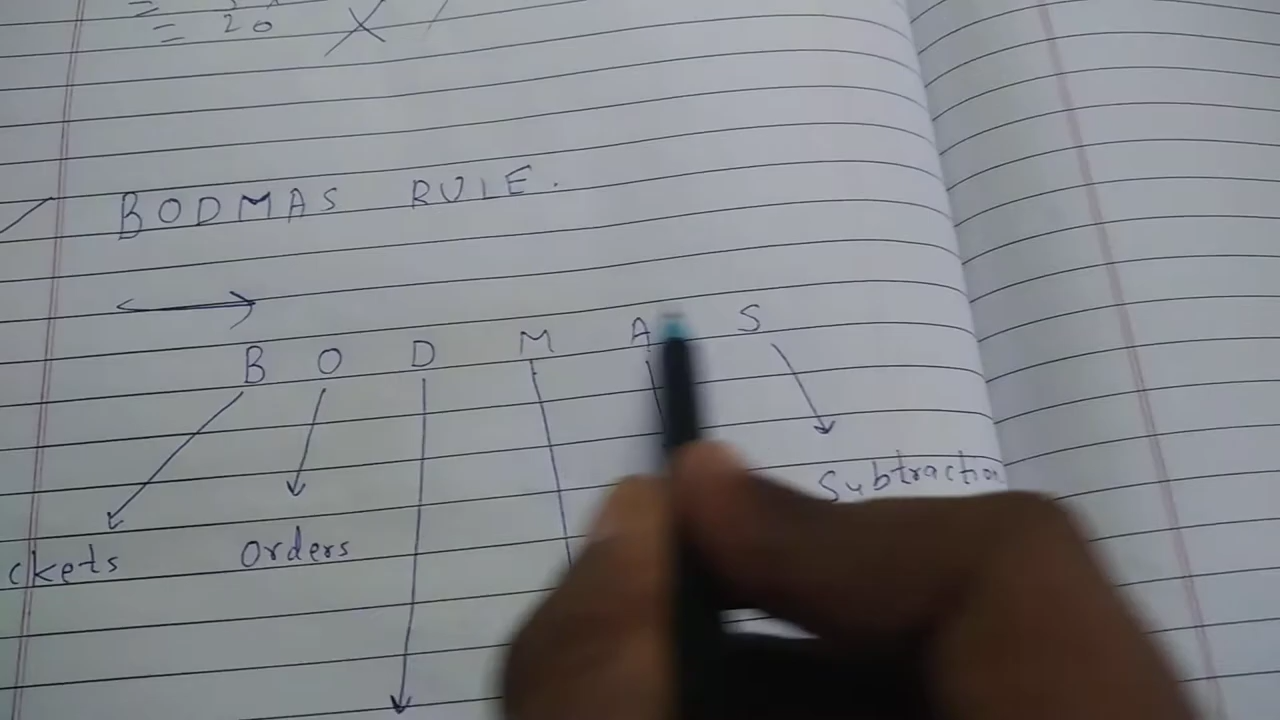 = 20
BODMAS RULE.
B O D M A S
Subtraction
ckets Orders